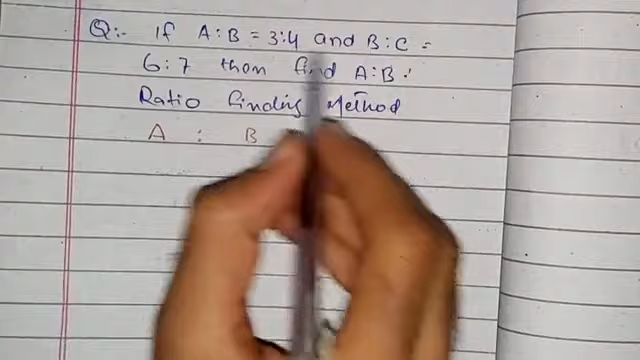 Q:- If A:B = 3:4 and B:C =
6:7 then find A:B.
Ratio finding Method
A : B